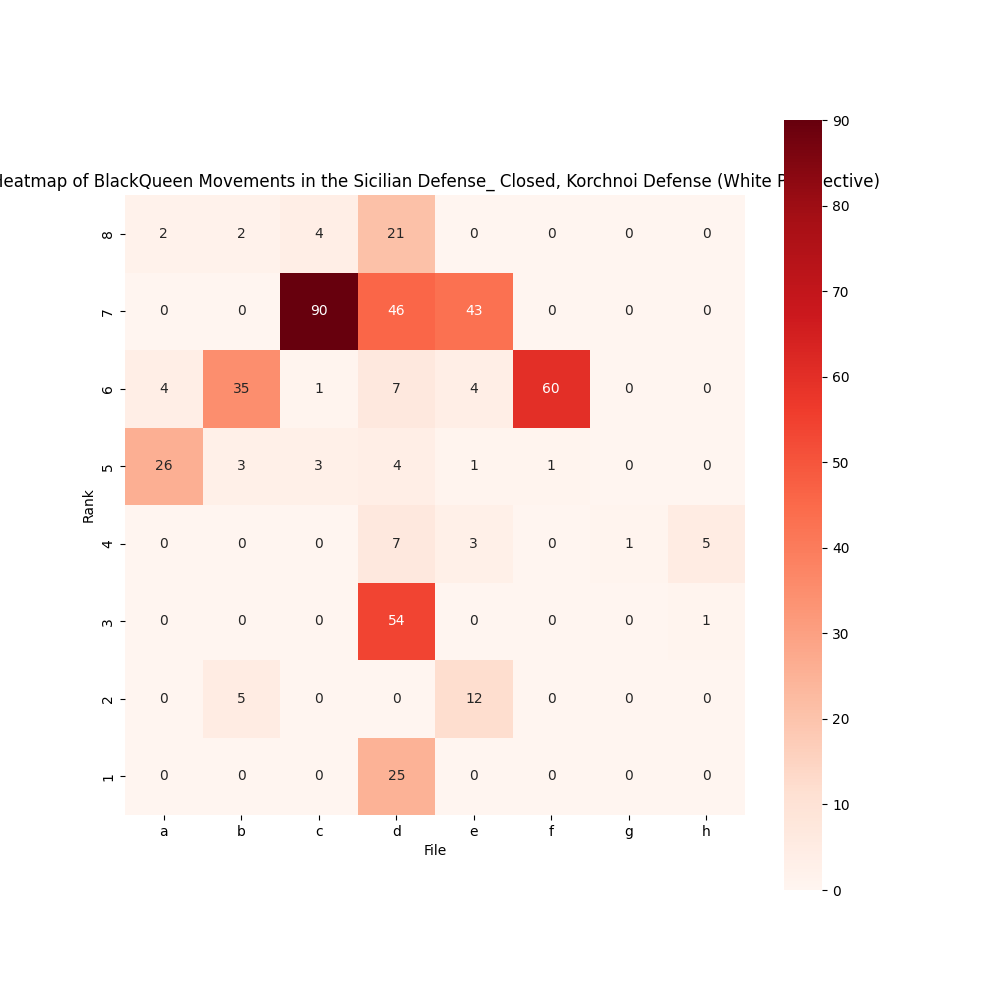 90
Heatmap of BlackQueen Movements in the Sicilian Defense_ Closed, Korchnoi Defense (White
80
8 2 2 4 21 0 0 0 0
70
7 0 0 90 46 43 0 0 0
60
6 4 35 1 7 4 60 0 0
50
5 26 3 3 4 1 1 0 0
Rank
40
4 0 0 0 7 3 0 1 5
30
3 0 0 0 54 0 0 0 1
20
2 0 5 0 0 12 0 0 0
1 0 0 0 25 0 0 0 0
10
a b c d e f g h
File
0